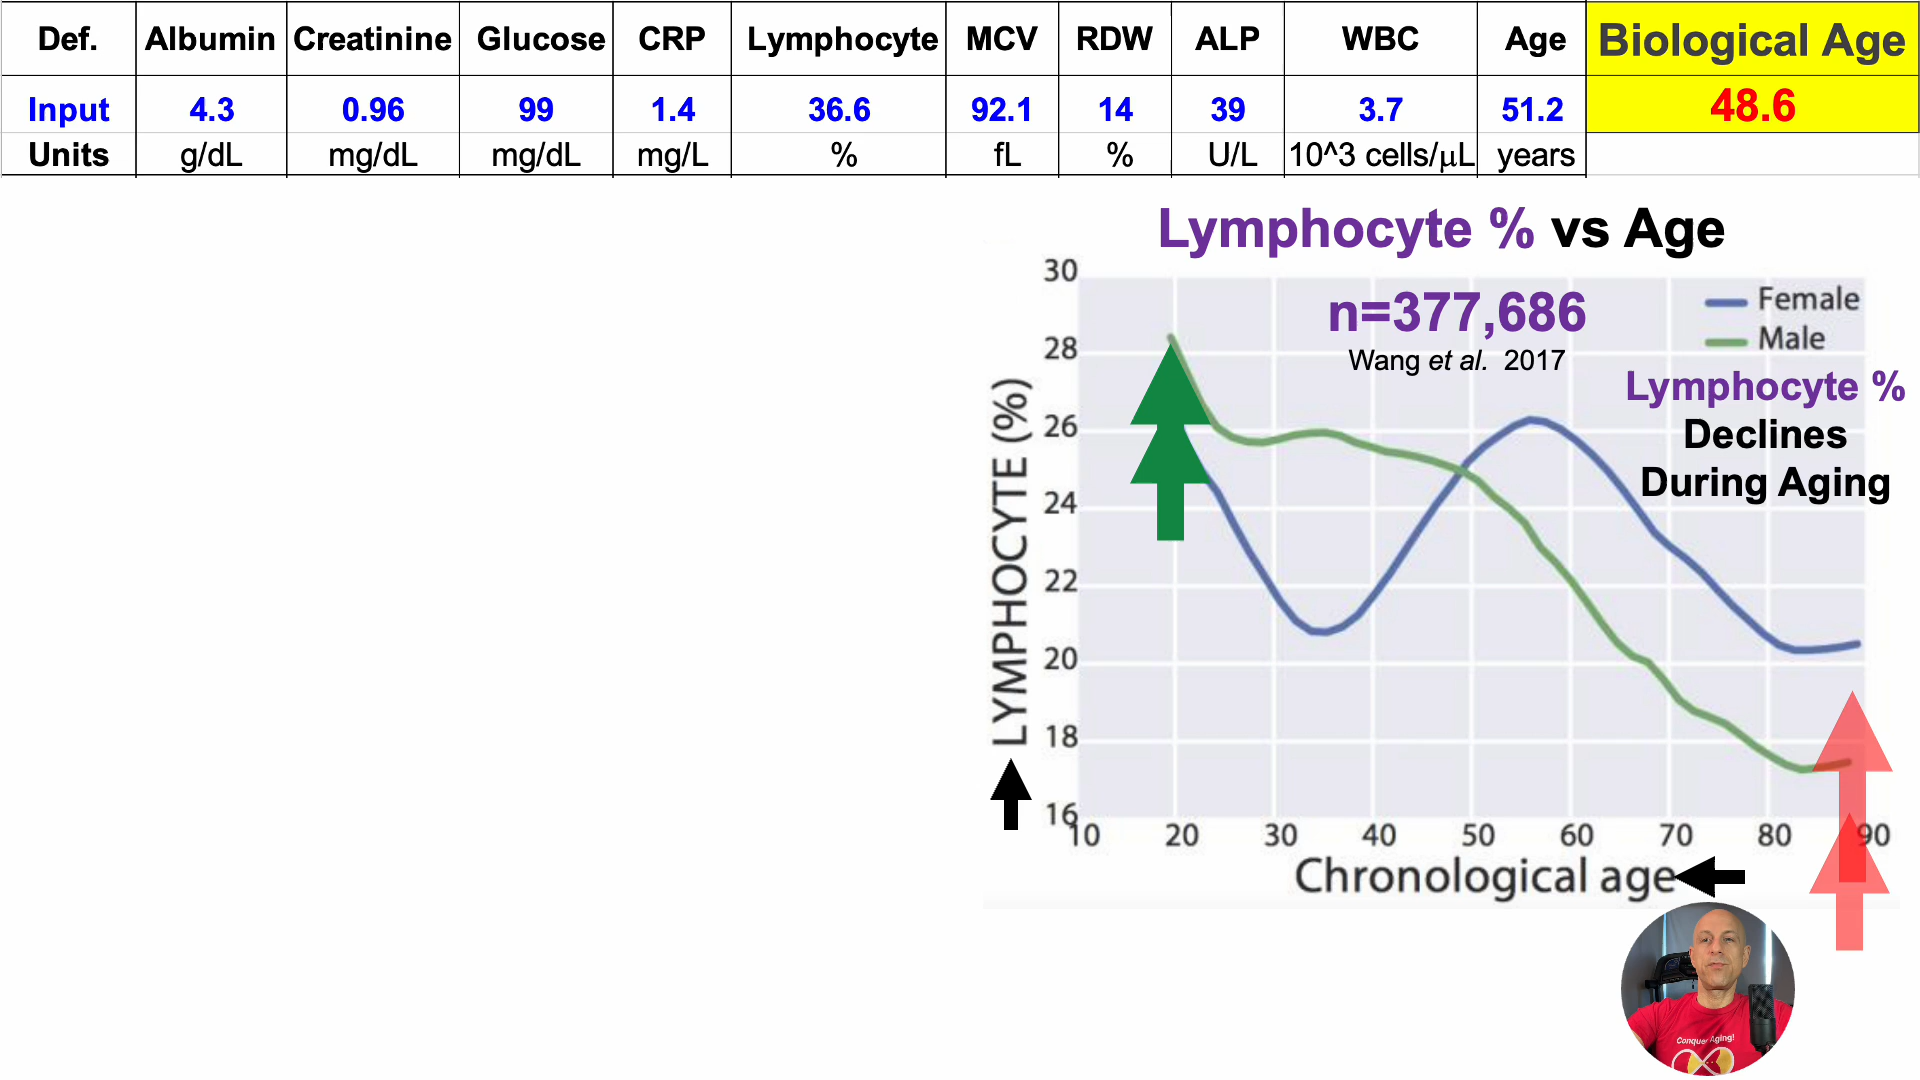 Def. Albumin Creatinine Glucose CRP Lymphocyte MCV RDW ALP WBC Age Biological Age
Input 4.3 0.96 99 1.4 36.6 92.1 14 39 3.7 51.2 48.6
Units g/dL mg/dL mg/dL mg/L % fL % U/L 10^3 cells/μL years
Lymphocyte % vs Age
n=377,686
Wang et al. 2017
Female
Male
Lymphocyte %
Declines
During Aging
LYMPHOCYTE (%)
30
28
26
24
22
20
18
16
10 20 30 40 50 60 70 80 90
Chronological age
Conquer Aging!